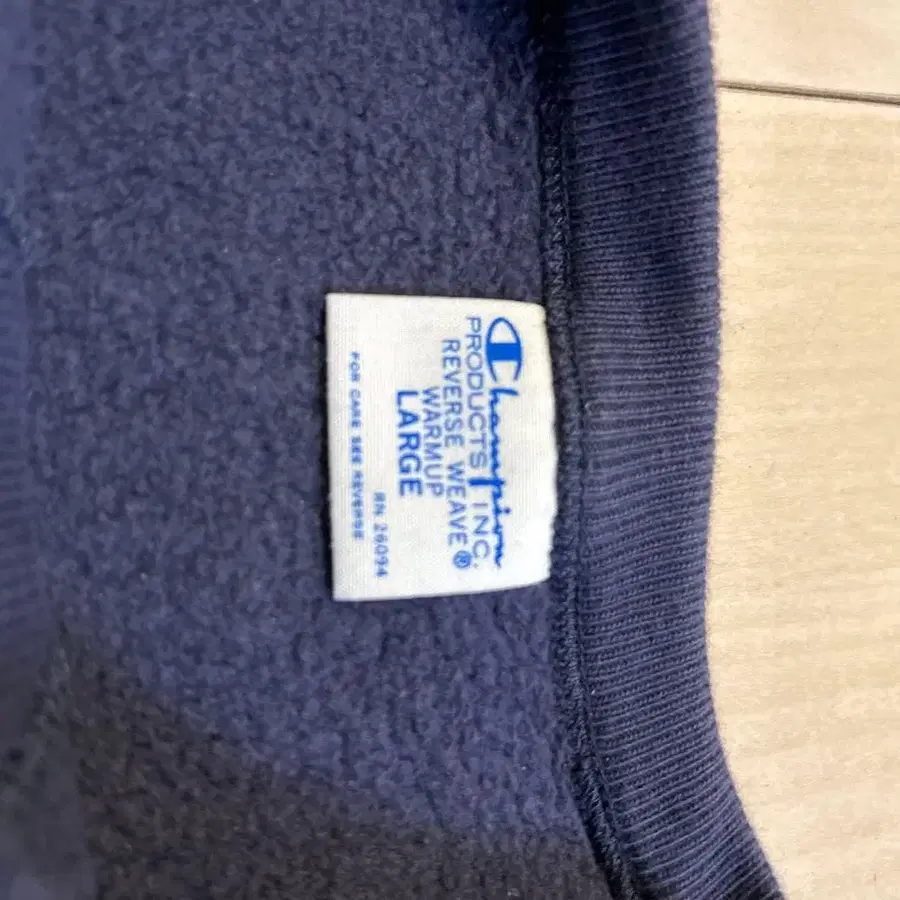 Champion
PRODUCTS INC.
REVERSE WEAVE®
WARMUP
LARGE
RN 26094
FOR CARE SEE REVERSE